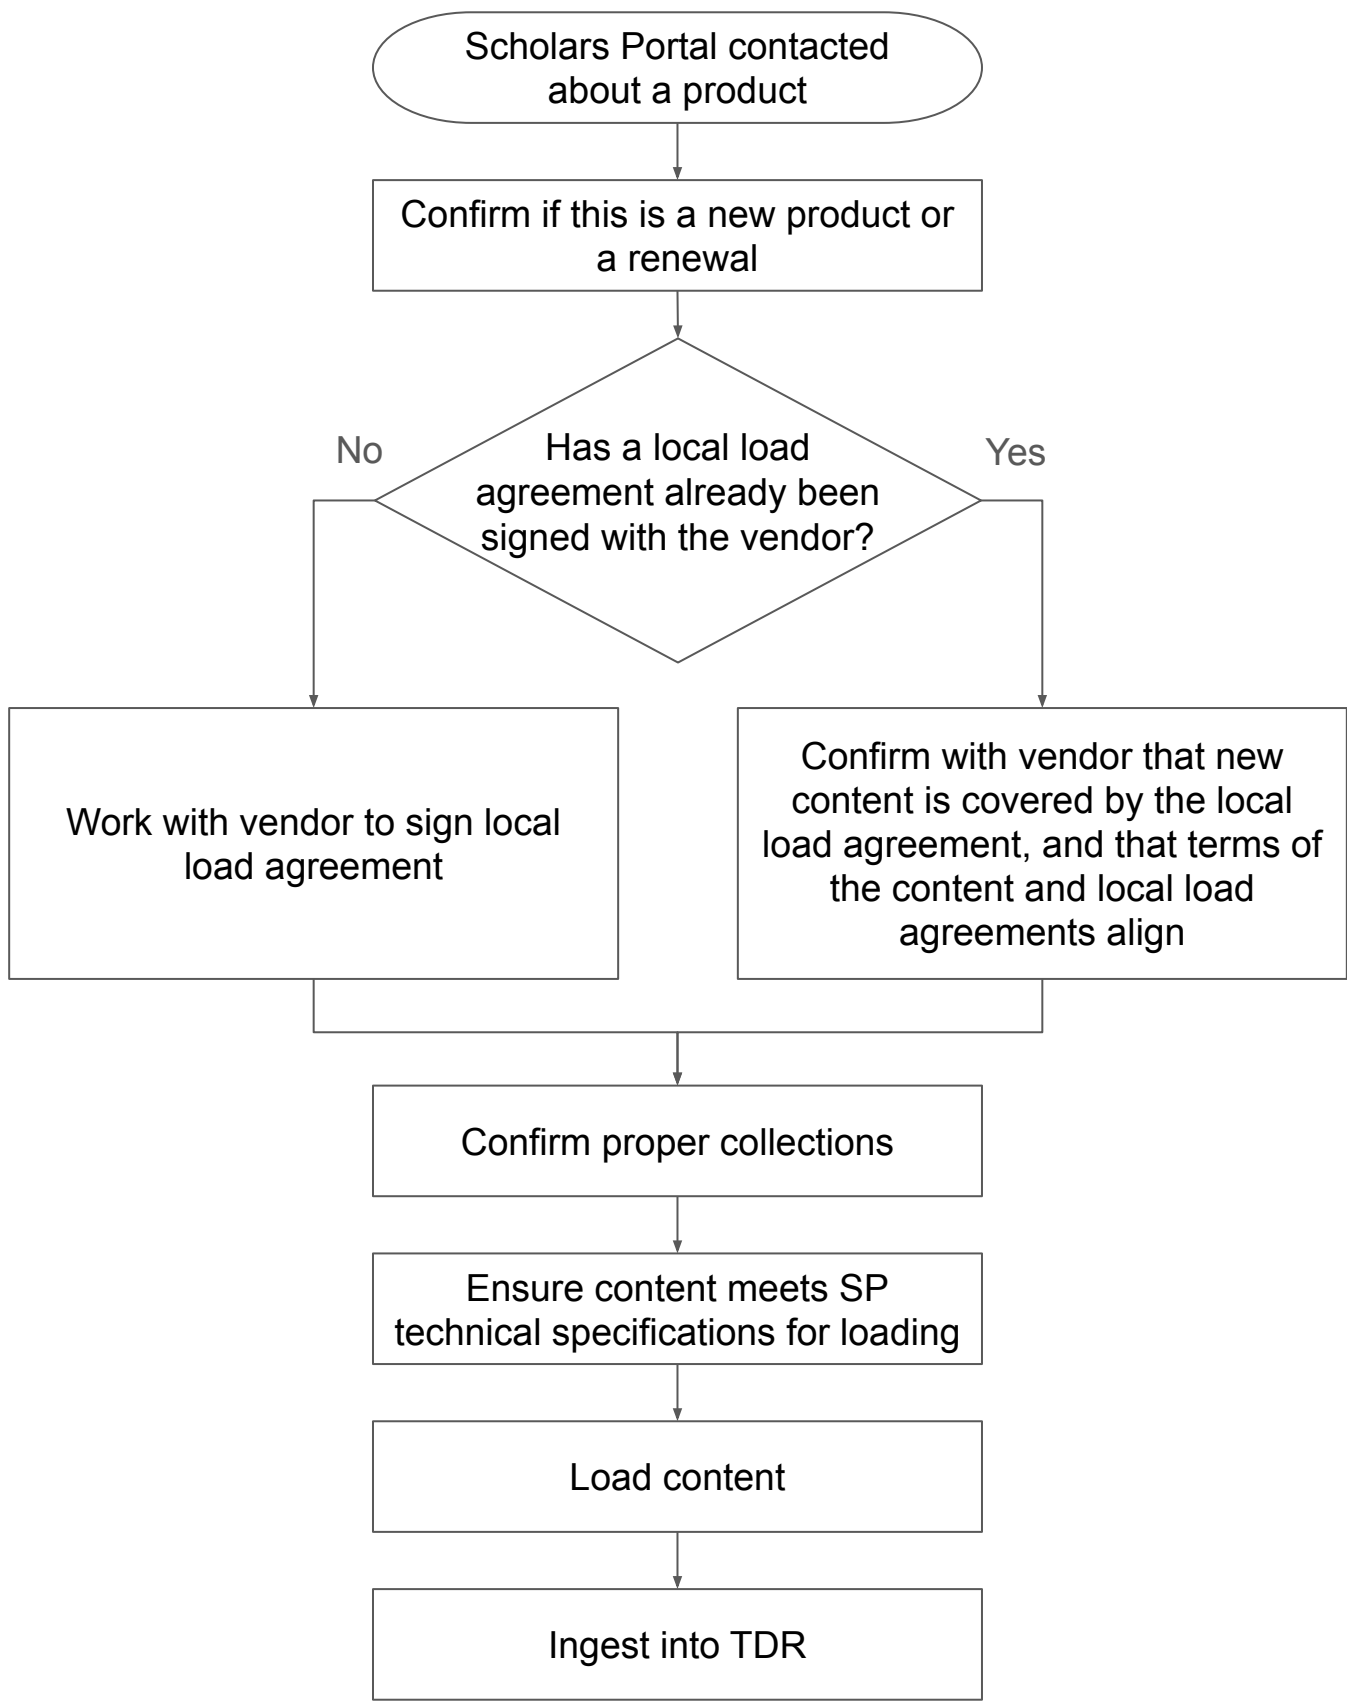 Scholars Portal contacted
about a product
Confirm if this is a new product or
a renewal
No
Has a local load
agreement already been
signed with the vendor?
Yes
Work with vendor to sign local
load agreement
Confirm with vendor that new
content is covered by the local
load agreement, and that terms of
the content and local load
agreements align
Confirm proper collections
Ensure content meets SP
technical specifications for loading
Load content
Ingest into TDR